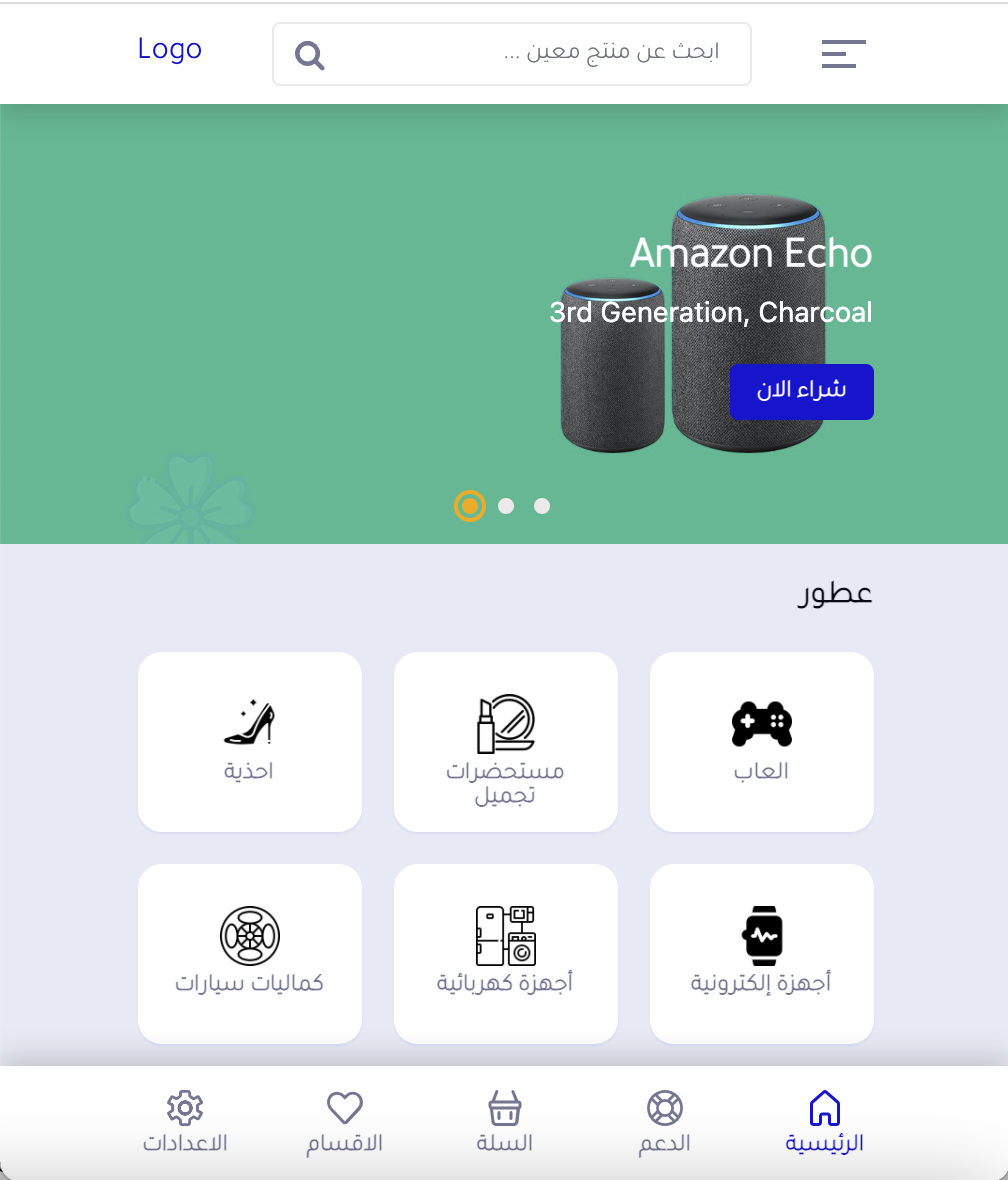 Logo
ابحث عن منتج معين ...
Amazon Echo
3rd Generation, Charcoal
شراء الان
عطور
العاب
مستحضرات
تجميل
احذية
أجهزة إلكترونية
أجهزة كهربائية
كماليات سيارات
الرئيسية
الدعم
السلة
الاقسام
الاعدادات